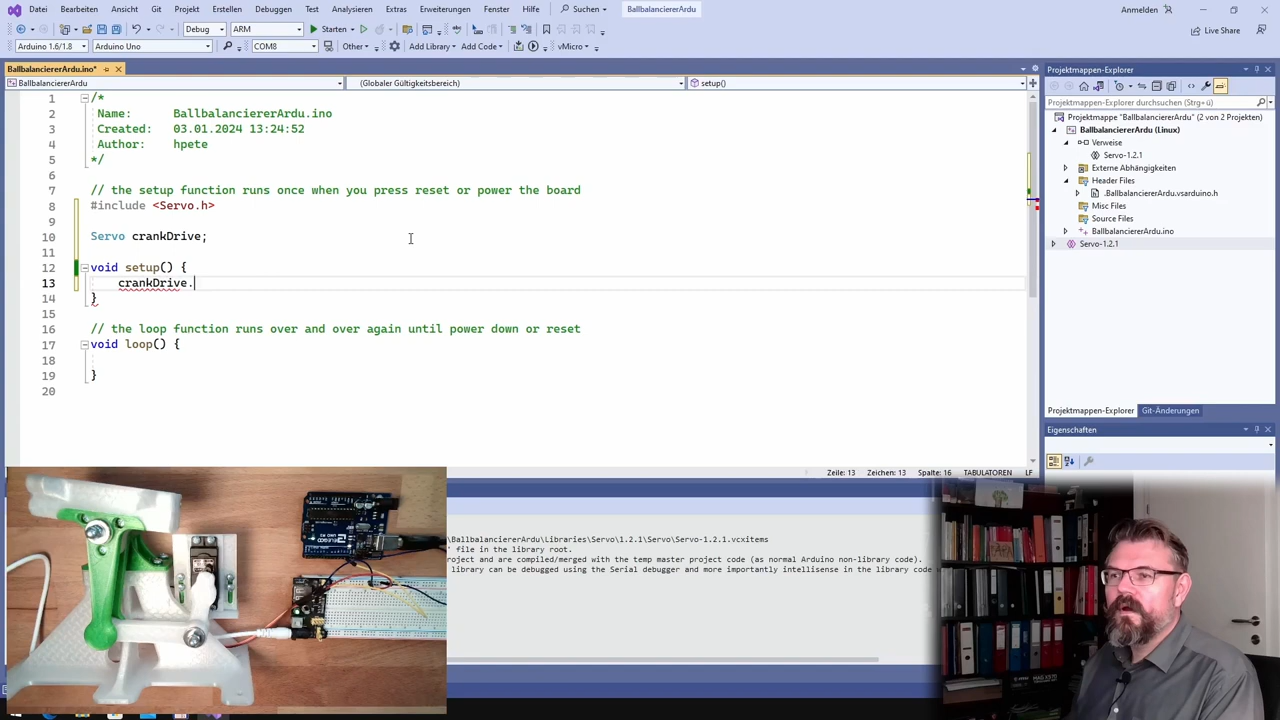 Datei Bearbeiten Ansicht Git Projekt Erstellen Debuggen Test Analysieren Extras Erweiterungen Fenster Hilfe Suchen BallbalanciererArdu Anmelden
Debug ARM Starten Live Share
Arduino 1.6/1.8 Arduino Uno COM8 Other Add Library Add Code vMicro
BallbalanciererArdu.ino*
BallbalanciererArdu (Globaler Gültigkeitsbereich) setup()
1 /*
2 Name: BallbalanciererArdu.ino
3 Created: 03.01.2024 13:24:52
4 Author: hpete
5 */
6
7 // the setup function runs once when you press reset or power the board
8 #include <Servo.h>
9
10 Servo crankDrive;
11
12 void setup() {
13 crankDrive.
14 }
15
16 // the loop function runs over and over again until power down or reset
17 void loop() {
18
19 }
20
Zeile: 13 Zeichen: 13 Spalte: 16 TABULATOREN LF
Projektmappen-Explorer
Projektmappen-Explorer durchsuchen (Strg+ü)
Projektmappe "BallbalanciererArdu" (2 von 2 Projekten)
BallbalanciererArdu (Linux)
Verweise
Servo-1.2.1
Externe Abhängigkeiten
Header Files
.BallbalanciererArdu.vsarduino.h
Misc Files
Source Files
BallbalanciererArdu.ino
Servo-1.2.1
Projektmappen-Explorer Git-Änderungen
Eigenschaften
\BallbalanciererArdu\Libraries\Servo\1.2.1\Servo\Servo-1.2.1.vcxitems
" file in the library root.
roject and are compiled/merged with the temp master project code (as normal Arduino non-library code).
library can be debugged using the Serial debugger and more importantly intellisense in the library code